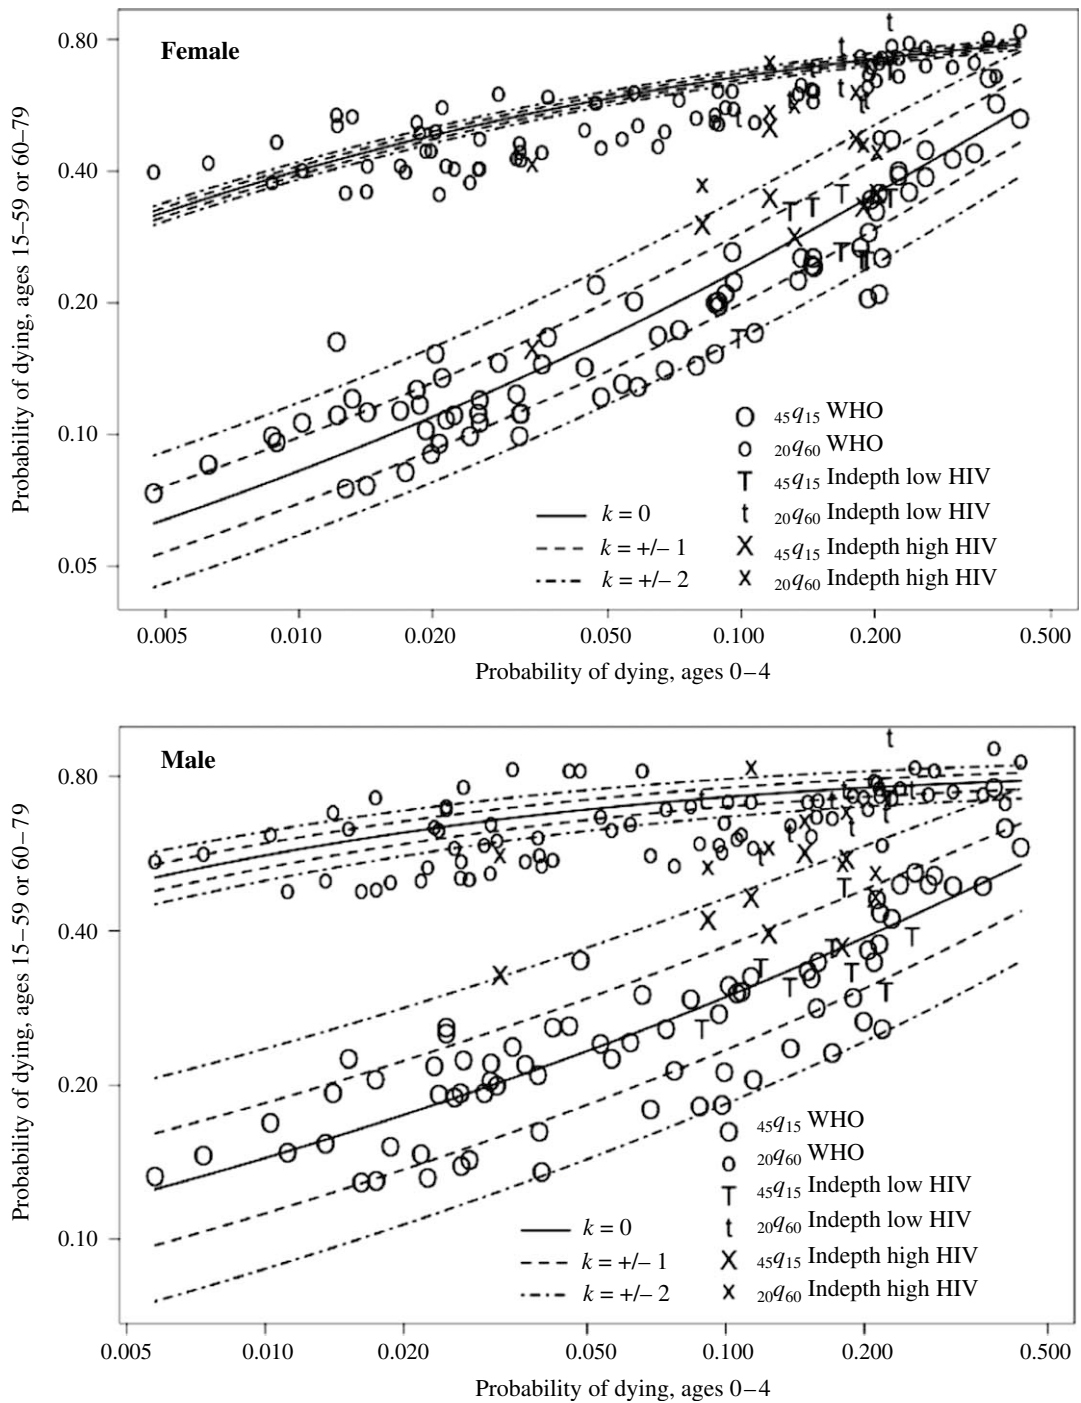 Female
Probability of dying, ages 15–59 or 60–79
0.80
0.40
0.20
0.10
0.05
45q15 WHO
20q60 WHO
T 45q15 Indepth low HIV
t 20q60 Indepth low HIV
X 45q15 Indepth high HIV
x 20q60 Indepth high HIV
k = 0
k = +/– 1
k = +/– 2
0.005 0.010 0.020 0.050 0.100 0.200 0.500
Probability of dying, ages 0–4
Male
Probability of dying, ages 15–59 or 60–79
0.80
0.40
0.20
0.10
45q15 WHO
20q60 WHO
T 45q15 Indepth low HIV
t 20q60 Indepth low HIV
X 45q15 Indepth high HIV
x 20q60 Indepth high HIV
k = 0
k = +/– 1
k = +/– 2
0.005 0.010 0.020 0.050 0.100 0.200 0.500
Probability of dying, ages 0–4